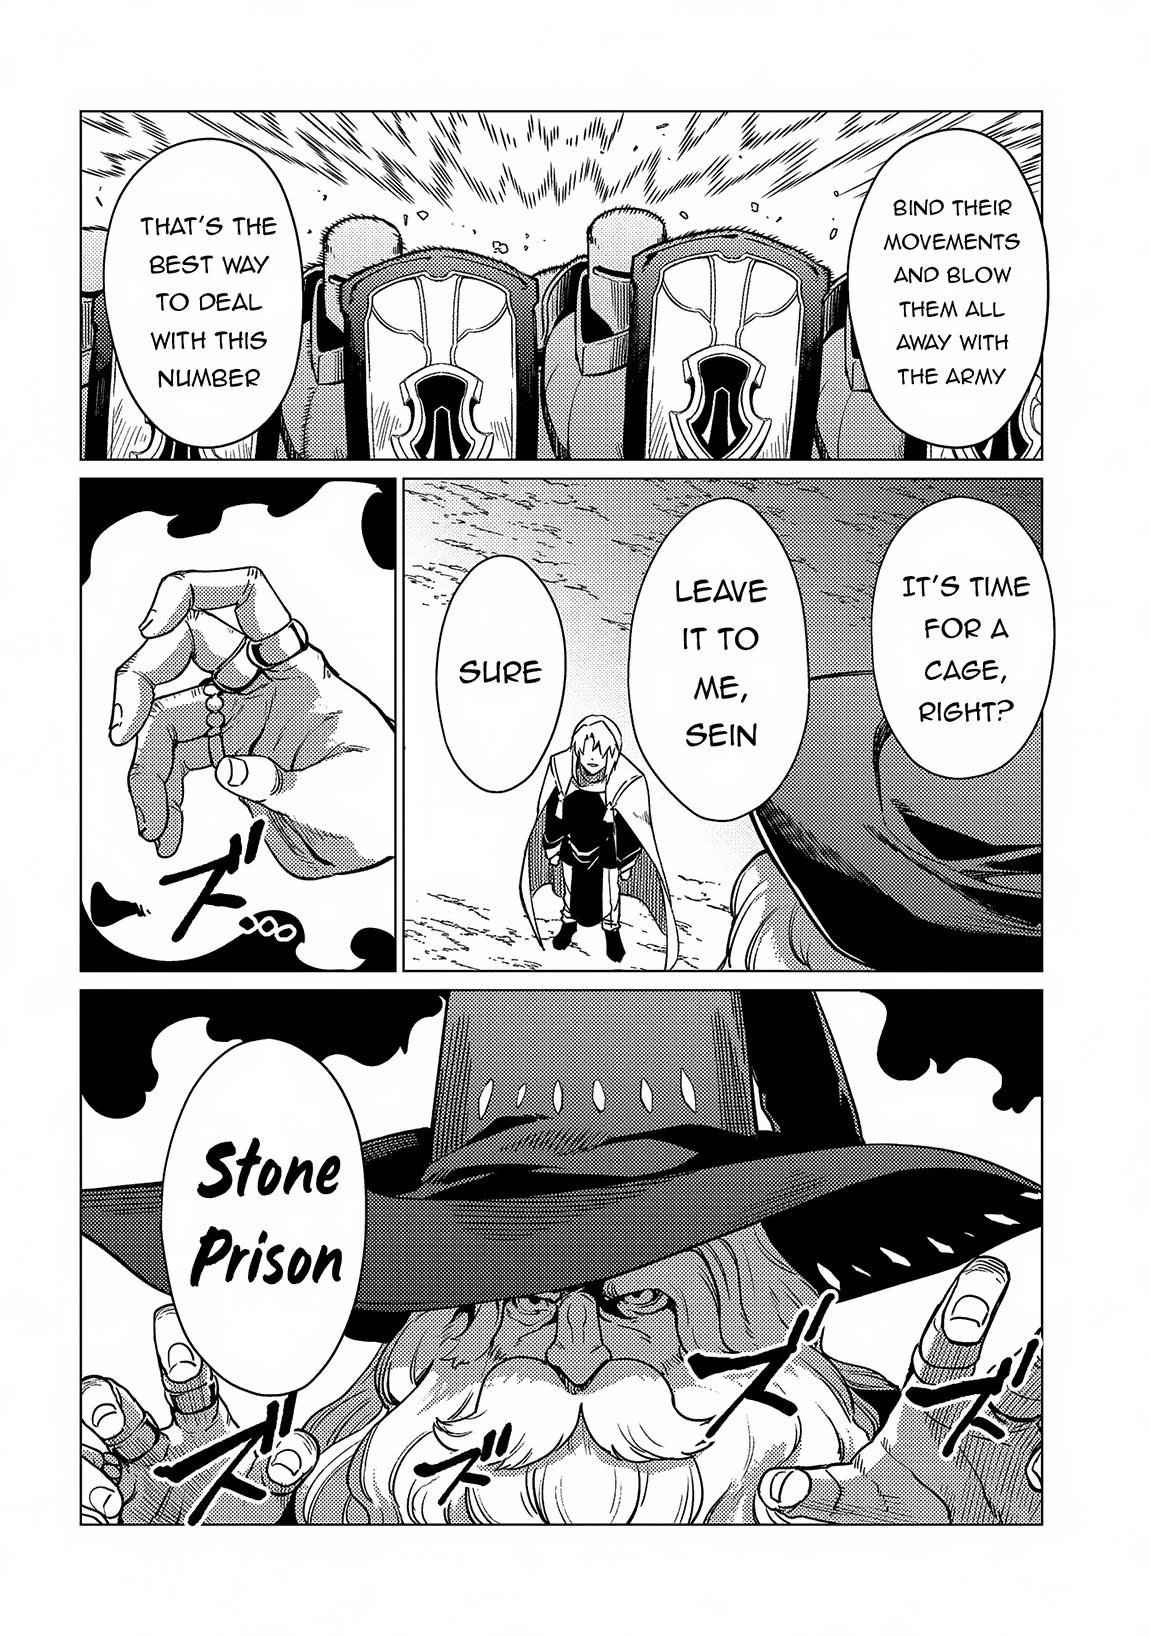 BIND THEIR
MOVEMENTS
AND BLOW
THEM ALL
AWAY WITH
THE ARMY
THAT'S THE
BEST WAY
TO DEAL
WITH THIS
NUMBER
IT'S TIME
FOR A
CAGE,
RIGHT?
LEAVE
IT TO
ME,
SEIN
SURE
ズ
Stone
Prison
ズ
ズ
ズ
ズ